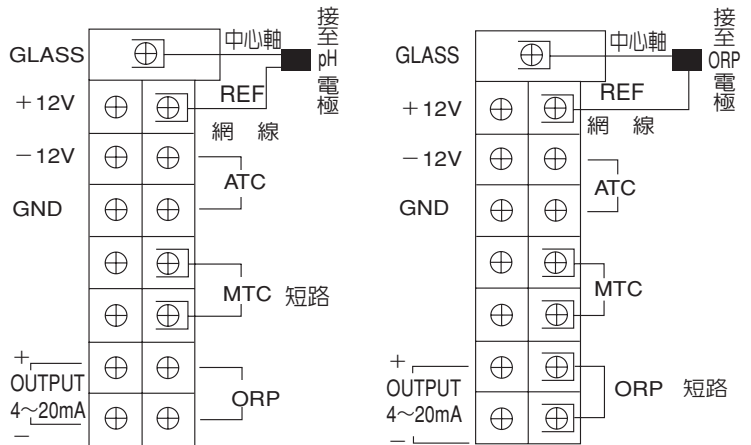 GLASS
中心軸
接至pH電極
+12V
REF
網 線
-12V
ATC
GND
MTC 短路
+
OUTPUT
4~20mA
-
ORP
GLASS
中心軸
接至ORP電極
+12V
REF
網 線
-12V
ATC
GND
MTC
+
OUTPUT
4~20mA
-
ORP 短路